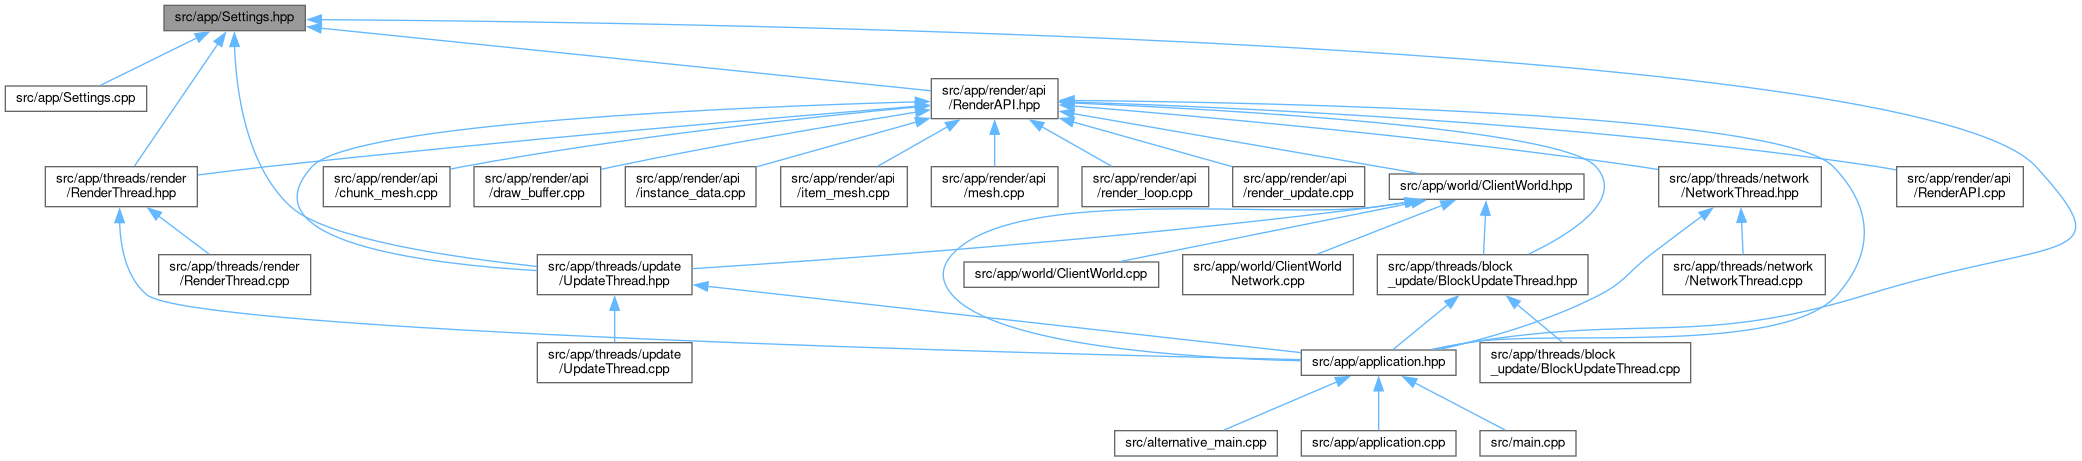 src/app/Settings.hpp
src/app/Settings.cpp
src/app/render/api
/RenderAPI.hpp
src/app/threads/render
/RenderThread.hpp
src/app/render/api
/chunk_mesh.cpp
src/app/render/api
/draw_buffer.cpp
src/app/render/api
/instance_data.cpp
src/app/render/api
/item_mesh.cpp
src/app/render/api
/mesh.cpp
src/app/render/api
/render_loop.cpp
src/app/render/api
/render_update.cpp
src/app/world/ClientWorld.hpp
src/app/threads/network
/NetworkThread.hpp
src/app/render/api
/RenderAPI.cpp
src/app/threads/render
/RenderThread.cpp
src/app/threads/update
/UpdateThread.hpp
src/app/world/ClientWorld.cpp
src/app/world/ClientWorld
Network.cpp
src/app/threads/block
_update/BlockUpdateThread.hpp
src/app/threads/network
/NetworkThread.cpp
src/app/threads/update
/UpdateThread.cpp
src/app/application.hpp
src/app/threads/block
_update/BlockUpdateThread.cpp
src/alternative_main.cpp
src/app/application.cpp
src/main.cpp